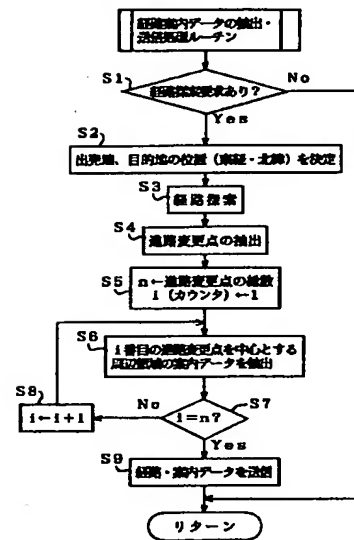 経路案内データの抽出・
送信処理ルーチン
S1
経路探索要求あり?
No
Yes
S2
出発地、目的地の位置(東経・北緯)を決定
S3
経路探索
S4
進路変更点の抽出
S5
n←進路変更点の総数
i(カウンタ)←1
S6
i番目の進路変更点を中心とする
周辺領域の案内データを抽出
S8
i←i+1
No
S7
i=n?
Yes
S9
経路・案内データを送信
リターン